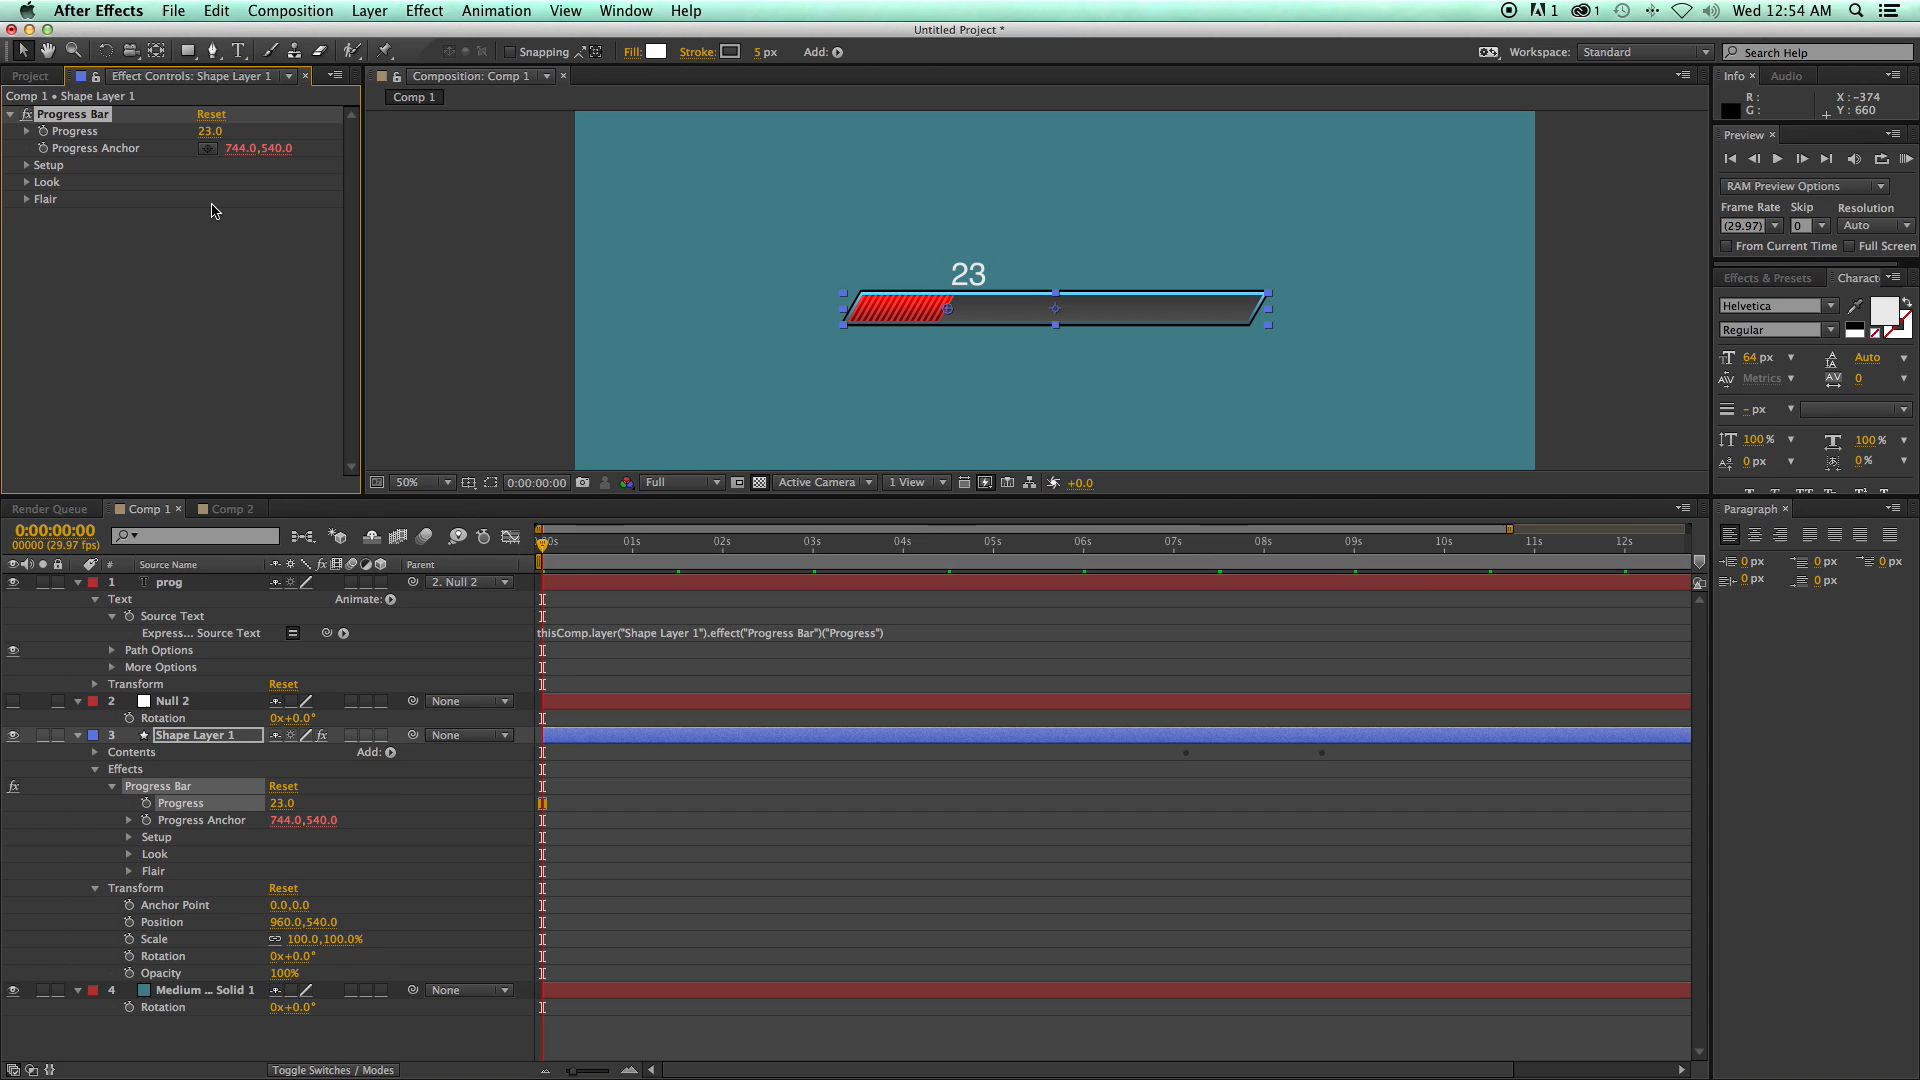 After Effects File Edit Composition Layer Effect Animation View Window Help 1 1 Wed 12:54 AM
Untitled Project *
Snapping Fill: Stroke: 5 px Add: Workspace: Standard Search Help
Project Effect Controls: Shape Layer 1 × Composition: Comp 1 × Info × Audio
Comp 1 • Shape Layer 1
Comp 1
R: X: -374
G: Y: 660
fx Progress Bar Reset
Progress 23.0
Progress Anchor 744.0,540.0
Setup
Look
Flair
Preview ×
RAM Preview Options
Frame Rate Skip Resolution
(29.97) 0 Auto
From Current Time Full Screen
23
Effects & Presets Charact
Helvetica
Regular
64 px Auto
Metrics 0
- px
100 % 100 %
0 px 0 %
50% 0:00:00:00 Full Active Camera 1 View +0.0
Render Queue Comp 1 × Comp 2
Paragraph ×
0 px 0 px 0 px
0 px 0 px
0:00:00:00
00000 (29.97 fps)
00s 01s 02s 03s 04s 05s 06s 07s 08s 09s 10s 11s 12s
# Source Name fx Parent
1 T prog 2. Null 2
Text Animate:
Source Text
Express... Source Text thisComp.layer("Shape Layer 1").effect("Progress Bar")("Progress")
Path Options
More Options
Transform Reset
2 Null 2 None
Rotation 0x+0.0°
3 Shape Layer 1 fx None
Contents Add:
Effects
fx Progress Bar Reset
Progress 23.0
Progress Anchor 744.0,540.0
Setup
Look
Flair
Transform Reset
Anchor Point 0.0,0.0
Position 960.0,540.0
Scale 100.0,100.0%
Rotation 0x+0.0°
Opacity 100%
4 Medium ... Solid 1 None
Rotation 0x+0.0°
Toggle Switches / Modes